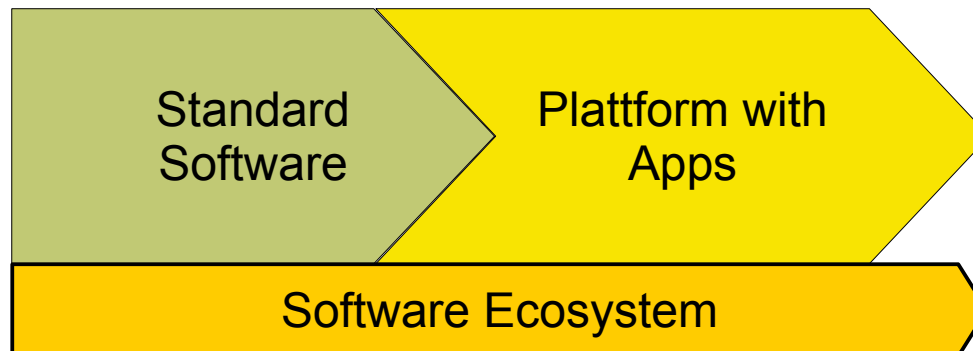 Standard
Software
Plattform with
Apps
Software Ecosystem